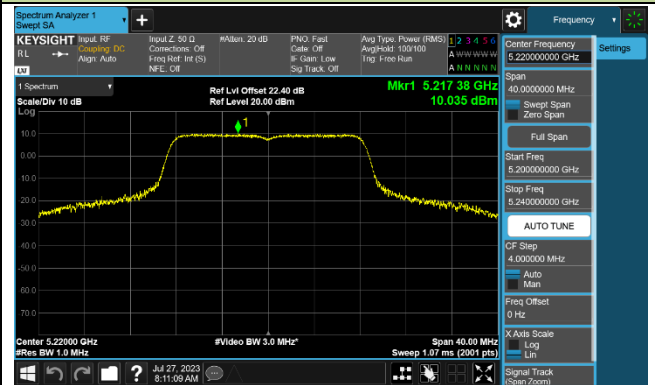 Spectrum Analyzer 1
Swept SA
+
Frequency
KEYSIGHT
RL
LXI
Input: RF
Coupling: DC
Align: Auto
Input Z: 50 Ω
Corrections: Off
Freq Ref: Int (S)
NFE: Off
#Atten: 20 dB
PNO: Fast
Gate: Off
IF Gain: Low
Sig Track: Off
Avg Type: Power (RMS)
Avg|Hold: 100/100
Trig: Free Run
1 2 3 4 5 6
A W W W W W
A N N N N N
1 Spectrum
Scale/Div 10 dB
Log
Ref Lvl Offset 22.40 dB
Ref Level 20.00 dBm
Mkr1 5.217 38 GHz
10.035 dBm
1
10.0
0.00
-10.0
-20.0
-30.0
-40.0
-50.0
-60.0
-70.0
Center 5.22000 GHz
#Res BW 1.0 MHz
#Video BW 3.0 MHz*
Span 40.00 MHz
Sweep 1.07 ms (2001 pts)
Center Frequency
5.220000000 GHz
Settings
Span
40.0000000 MHz
Swept Span
Zero Span
Full Span
Start Freq
5.200000000 GHz
Stop Freq
5.240000000 GHz
AUTO TUNE
CF Step
4.000000 MHz
Auto
Man
Freq Offset
0 Hz
X Axis Scale
Log
Lin
Signal Track
(Span Zoom)
?
Jul 27, 2023
8:11:09 AM